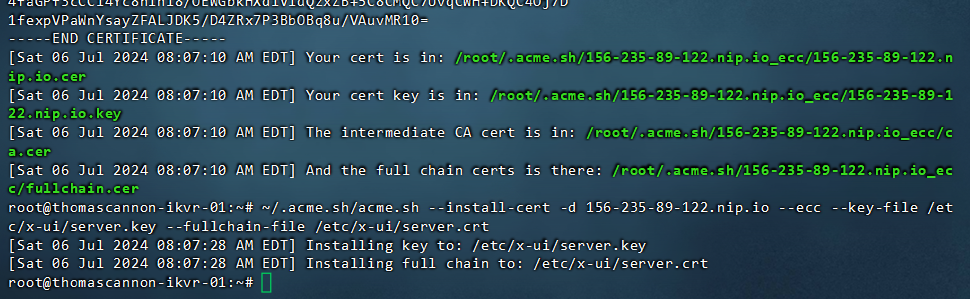 1fexpVPaWnYsayZFALJDK5/D4ZRx7P3BbOBq8u/VAuvMR10=
-----END CERTIFICATE-----
[Sat 06 Jul 2024 08:07:10 AM EDT] Your cert is in: /root/.acme.sh/156-235-89-122.nip.io_ecc/156-235-89-122.n
ip.io.cer
[Sat 06 Jul 2024 08:07:10 AM EDT] Your cert key is in: /root/.acme.sh/156-235-89-122.nip.io_ecc/156-235-89-1
22.nip.io.key
[Sat 06 Jul 2024 08:07:10 AM EDT] The intermediate CA cert is in: /root/.acme.sh/156-235-89-122.nip.io_ecc/c
a.cer
[Sat 06 Jul 2024 08:07:10 AM EDT] And the full chain certs is there: /root/.acme.sh/156-235-89-122.nip.io_ec
c/fullchain.cer
root@thomascannon-ikvr-01:~# ~/.acme.sh/acme.sh --install-cert -d 156-235-89-122.nip.io --ecc --key-file /et
c/x-ui/server.key --fullchain-file /etc/x-ui/server.crt
[Sat 06 Jul 2024 08:07:28 AM EDT] Installing key to: /etc/x-ui/server.key
[Sat 06 Jul 2024 08:07:28 AM EDT] Installing full chain to: /etc/x-ui/server.crt
root@thomascannon-ikvr-01:~#